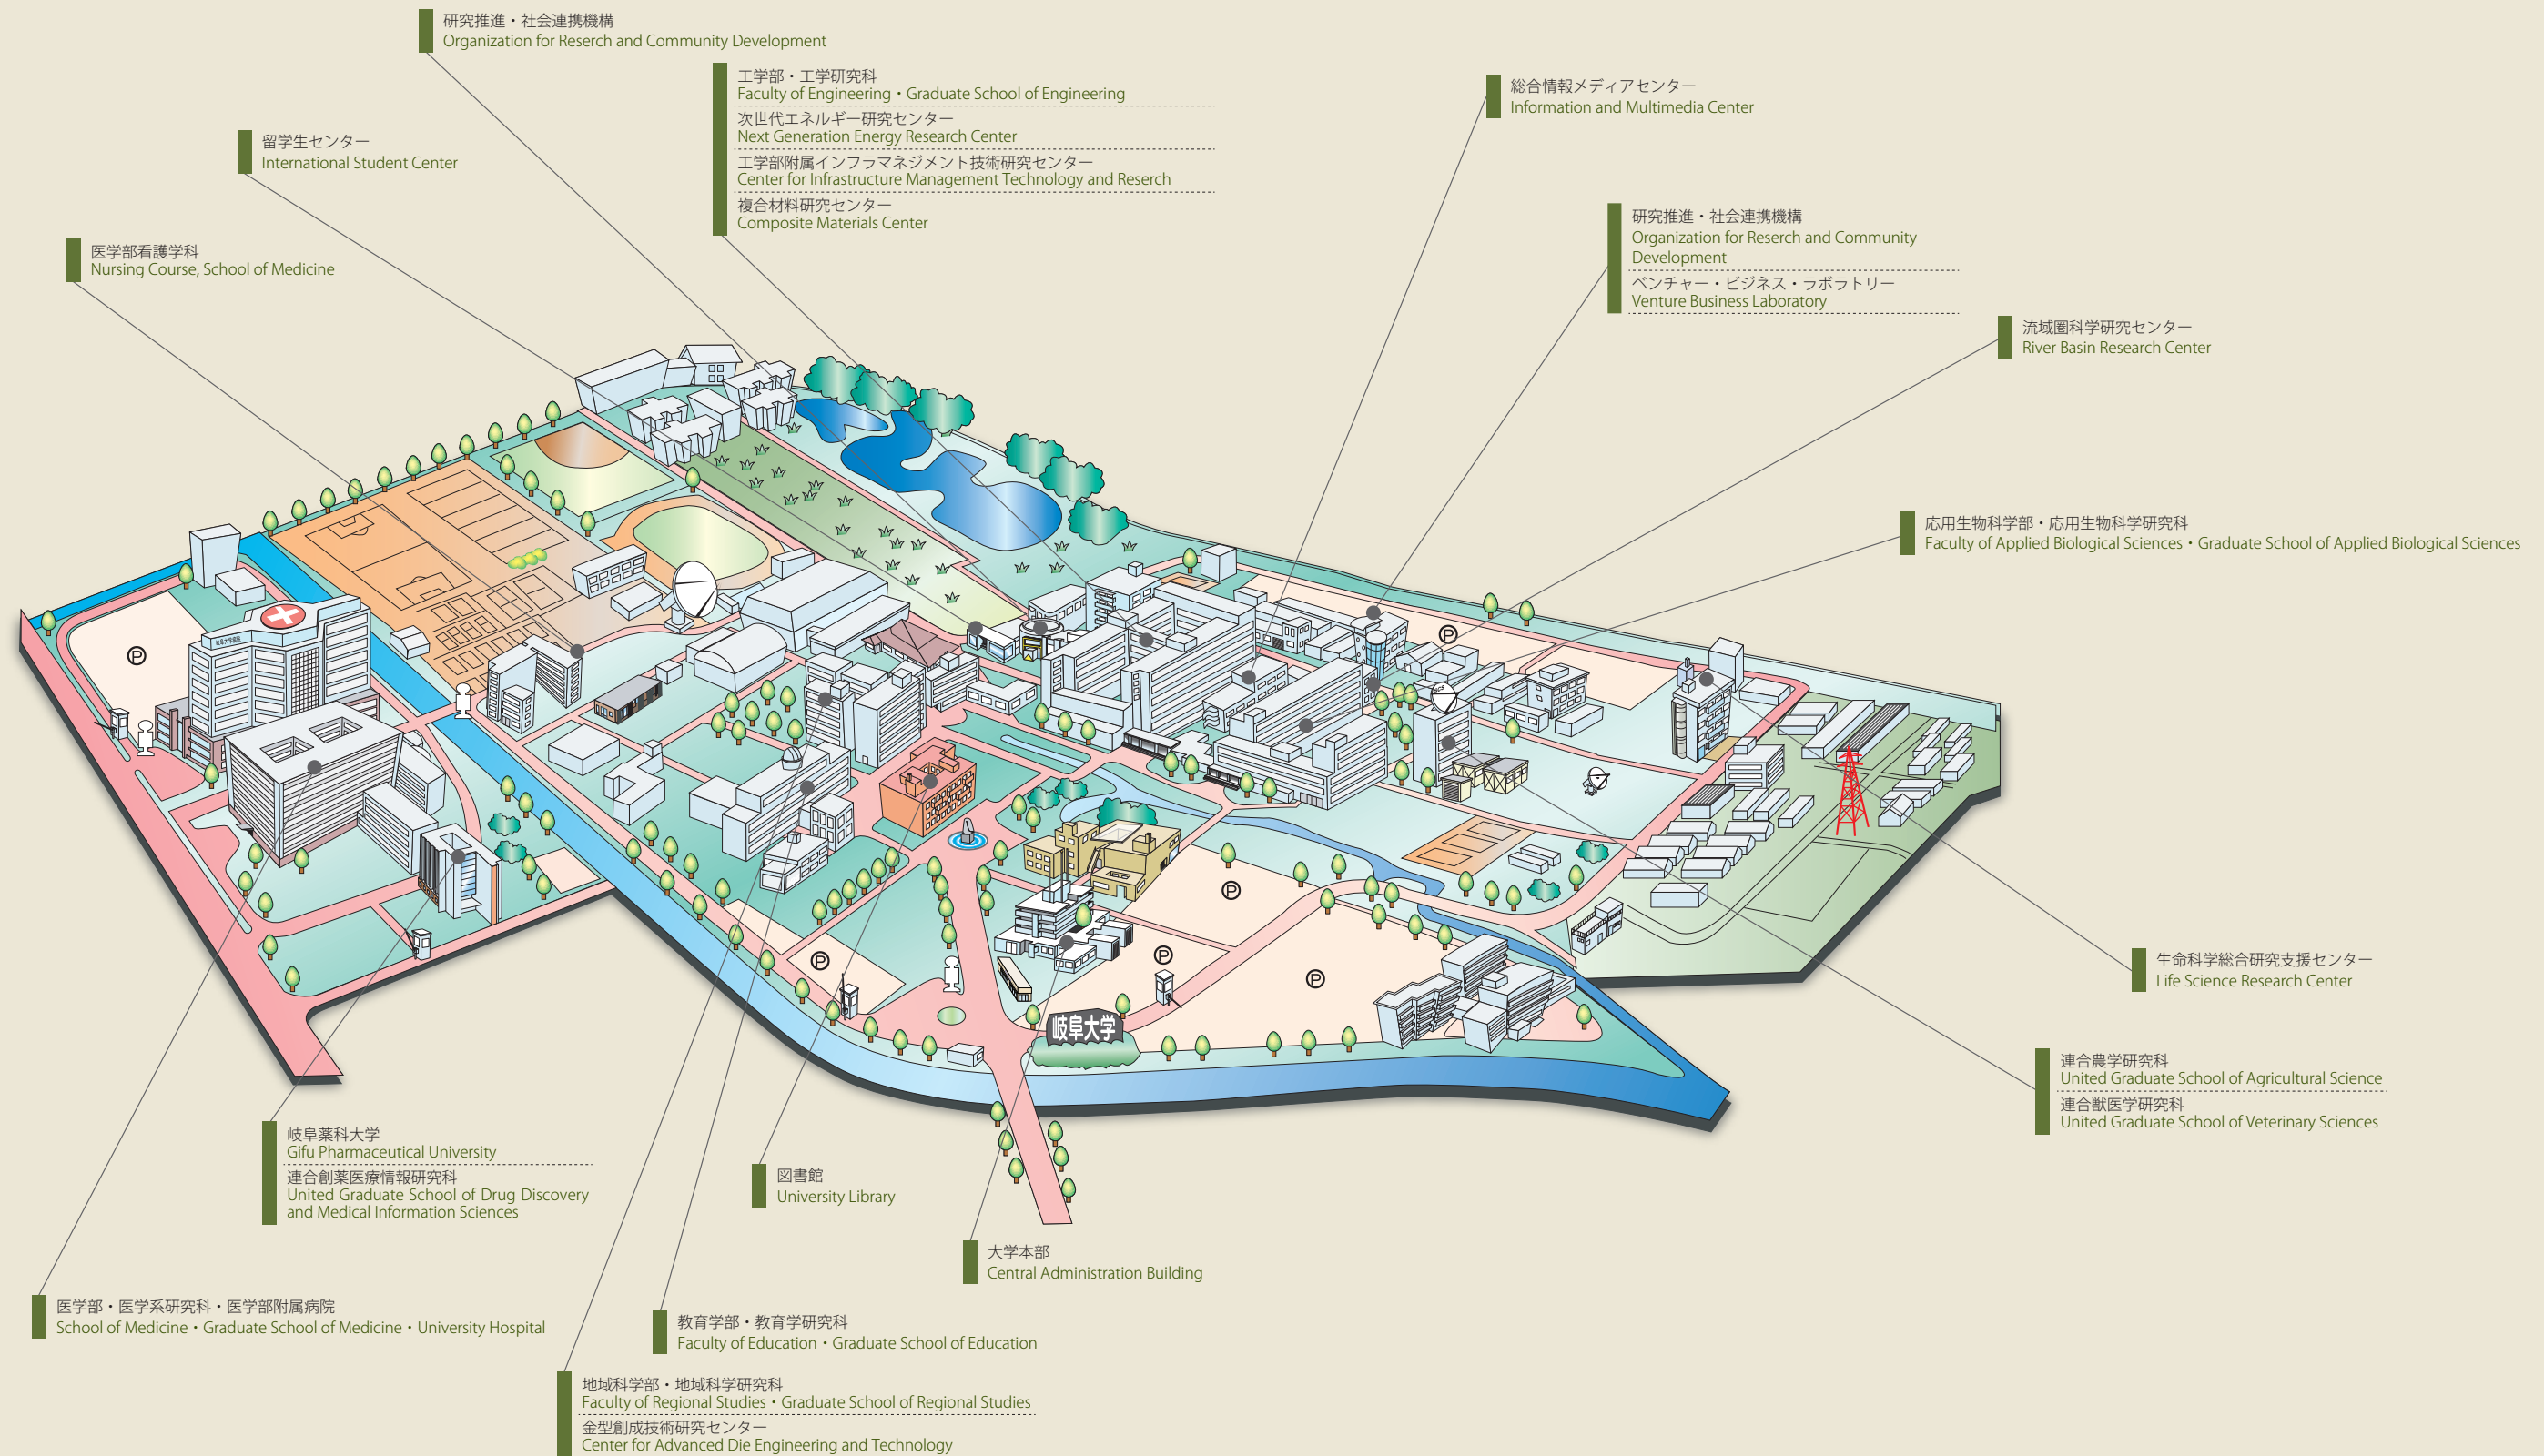 研究推進・社会連携機構
Organization for Reserch and Community Development
工学部・工学研究科
Faculty of Engineering・Graduate School of Engineering
次世代エネルギー研究センター
Next Generation Energy Research Center
工学部附属インフラマネジメント技術研究センター
Center for Infrastructure Management Technology and Reserch
複合材料研究センター
Composite Materials Center
総合情報メディアセンター
Information and Multimedia Center
留学生センター
International Student Center
研究推進・社会連携機構
Organization for Reserch and Community
Development
ベンチャー・ビジネス・ラボラトリー
Venture Business Laboratory
医学部看護学科
Nursing Course, School of Medicine
流域圏科学研究センター
River Basin Research Center
応用生物科学部・応用生物科学研究科
Faculty of Applied Biological Sciences・Graduate School of Applied Biological Sciences
岐阜大学病院
P
P
P
P
P
P
岐阜大学
生命科学総合研究支援センター
Life Science Research Center
連合農学研究科
United Graduate School of Agricultural Science
連合獣医学研究科
United Graduate School of Veterinary Sciences
岐阜薬科大学
Gifu Pharmaceutical University
連合創薬医療情報研究科
United Graduate School of Drug Discovery
and Medical Information Sciences
図書館
University Library
大学本部
Central Administration Building
医学部・医学系研究科・医学部附属病院
School of Medicine・Graduate School of Medicine・University Hospital
教育学部・教育学研究科
Faculty of Education・Graduate School of Education
地域科学部・地域科学研究科
Faculty of Regional Studies・Graduate School of Regional Studies
金型創成技術研究センター
Center for Advanced Die Engineering and Technology